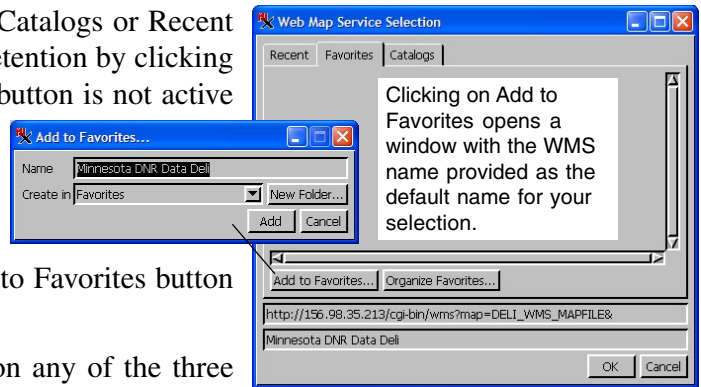 Catalogs or Recent
etention by clicking
button is not active
to Favorites button
on any of the three
Web Map Service Selection
Recent Favorites Catalogs
Clicking on Add to
Favorites opens a
window with the WMS
name provided as the
default name for your
selection.
Add to Favorites...
Name Minnesota DNR Data Deli
Create in Favorites New Folder...
Add Cancel
Add to Favorites... Organize Favorites...
http://156.98.35.213/cgi-bin/wms?map=DELI_WMS_MAPFILE&
Minnesota DNR Data Deli
OK Cancel